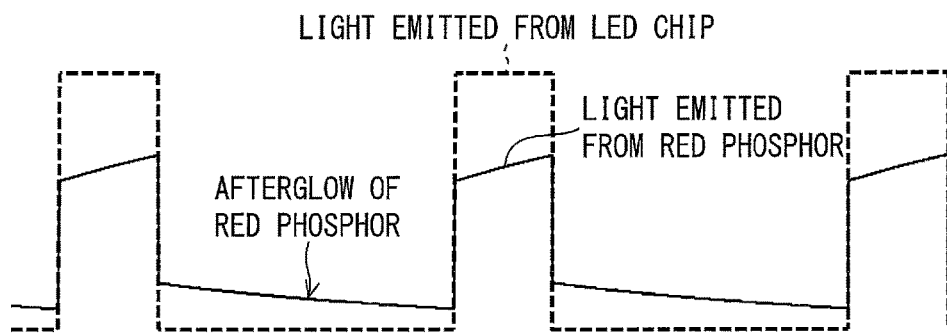 LIGHT EMITTED FROM LED CHIP
LIGHT EMITTED
FROM RED PHOSPHOR
AFTERGLOW OF
RED PHOSPHOR